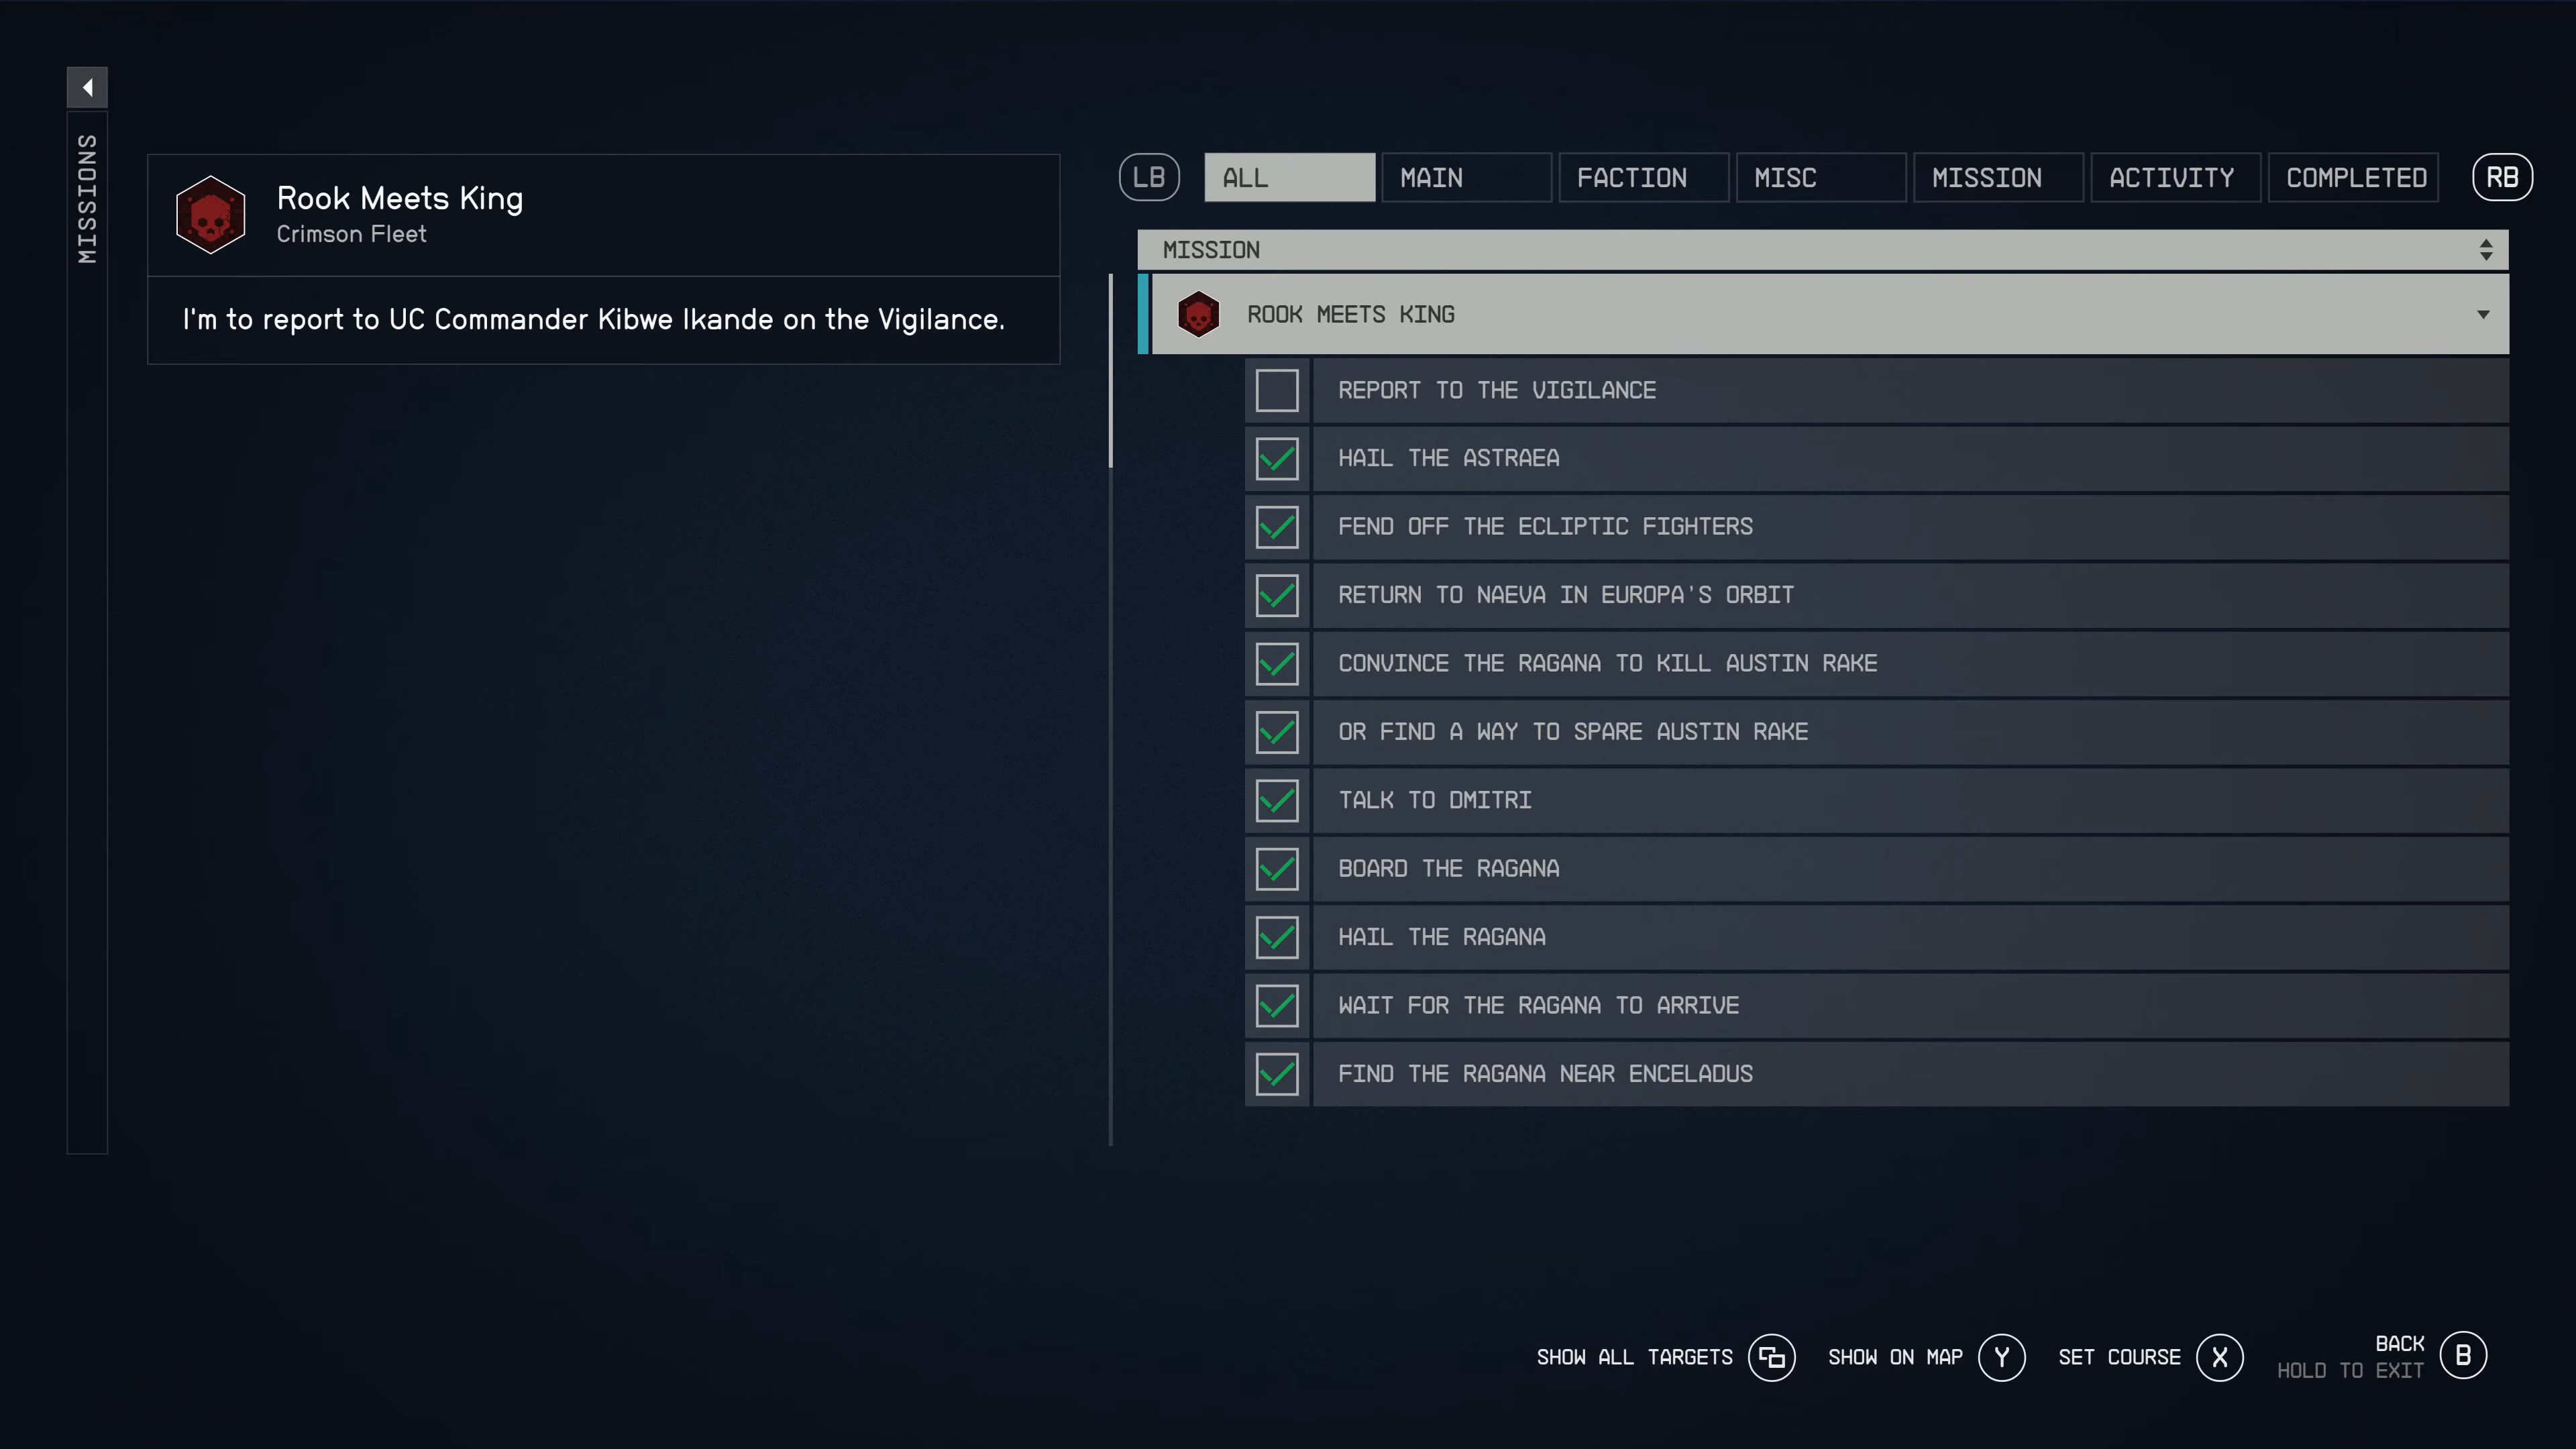 MISSIONS
Rook Meets King
Crimson Fleet
I'm to report to UC Commander Kibwe Ikande on the Vigilance.
LB
ALL
MAIN
FACTION
MISC
MISSION
ACTIVITY
COMPLETED
RB
MISSION
ROOK MEETS KING
REPORT TO THE VIGILANCE
HAIL THE ASTRAEA
FEND OFF THE ECLIPTIC FIGHTERS
RETURN TO NAEVA IN EUROPA'S ORBIT
CONVINCE THE RAGANA TO KILL AUSTIN RAKE
OR FIND A WAY TO SPARE AUSTIN RAKE
TALK TO DMITRI
BOARD THE RAGANA
HAIL THE RAGANA
WAIT FOR THE RAGANA TO ARRIVE
FIND THE RAGANA NEAR ENCELADUS
SHOW ALL TARGETS
SHOW ON MAP Y
SET COURSE X
BACK B
HOLD TO EXIT